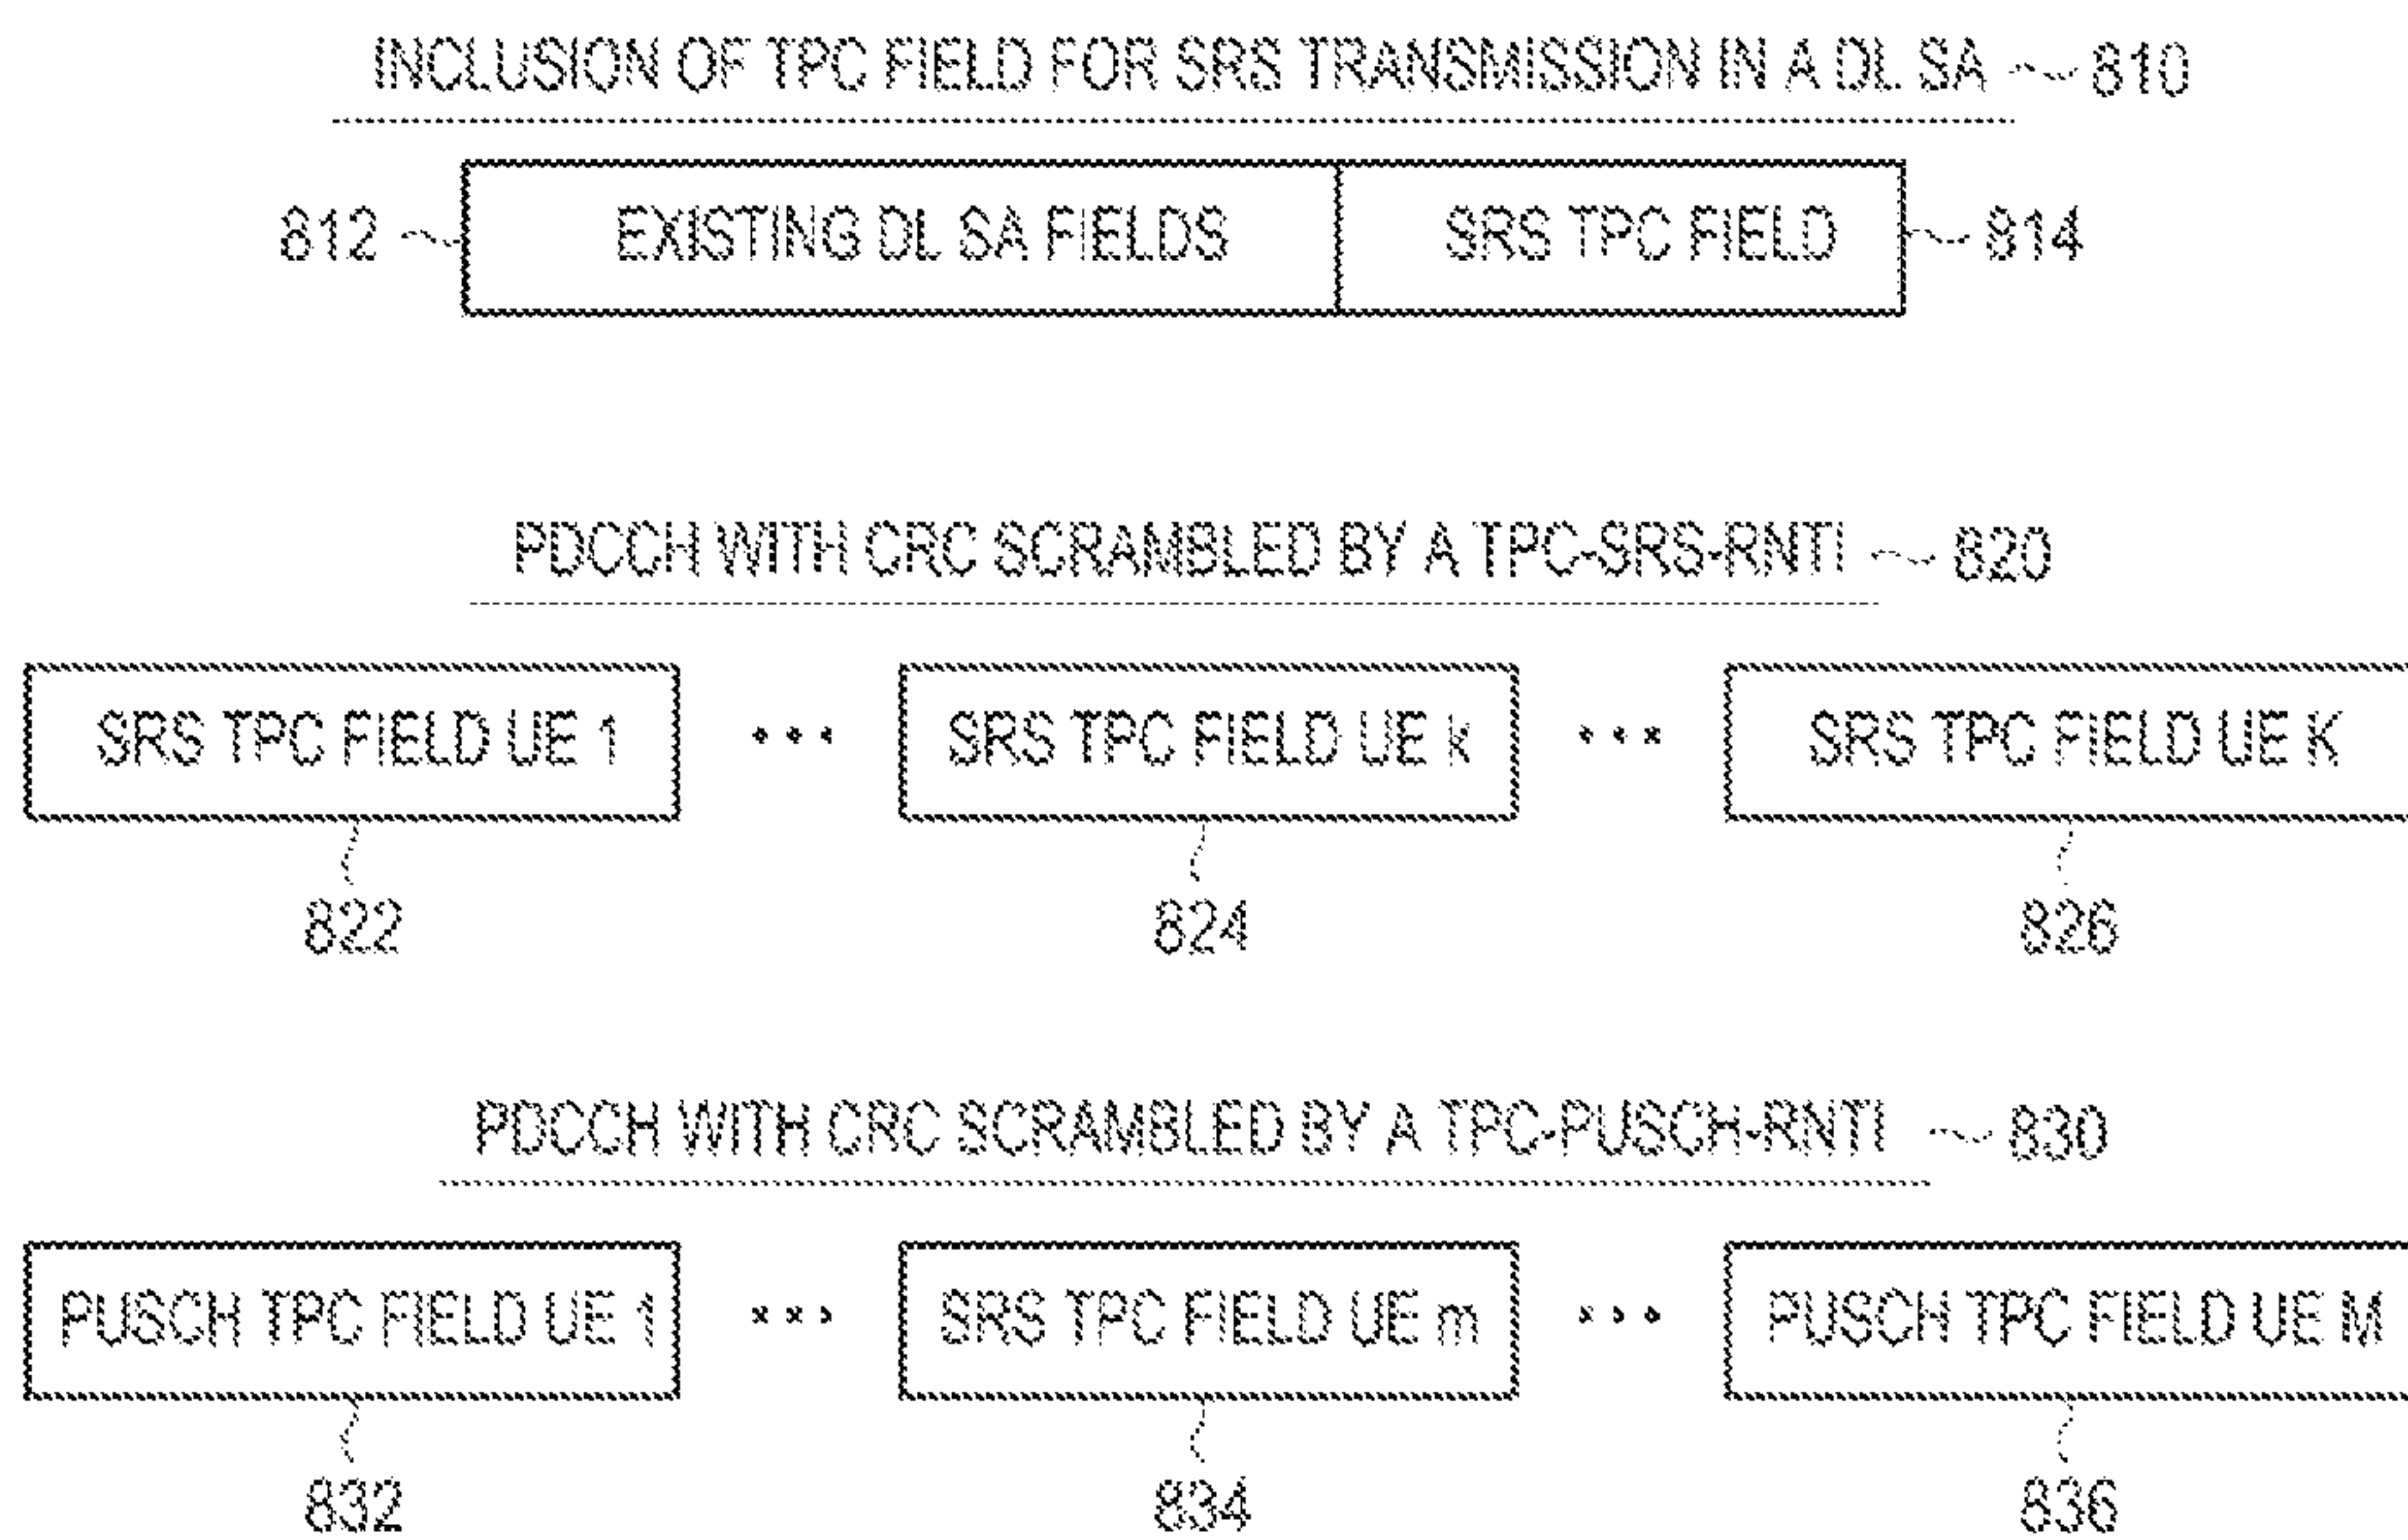 INCLUSION OF TPC FIELD FOR SRS TRANSMISSION IN A DL SA 810
812 EXISTING DL SA FIELDS SRS TPC FIELD 814
PDCCH WITH CRC SCRAMBLED BY A TPC-SRS-RNTI 820
SRS TPC FIELD UE 1 ... SRS TPC FIELD UE k ... SRS TPC FIELD UE K
822 824 826
PDCCH WITH CRC SCRAMBLED BY A TPC-PUSCH-RNTI 830
PUSCH TPC FIELD UE 1 ... SRS TPC FIELD UE m ... PUSCH TPC FIELD UE M
832 834 836